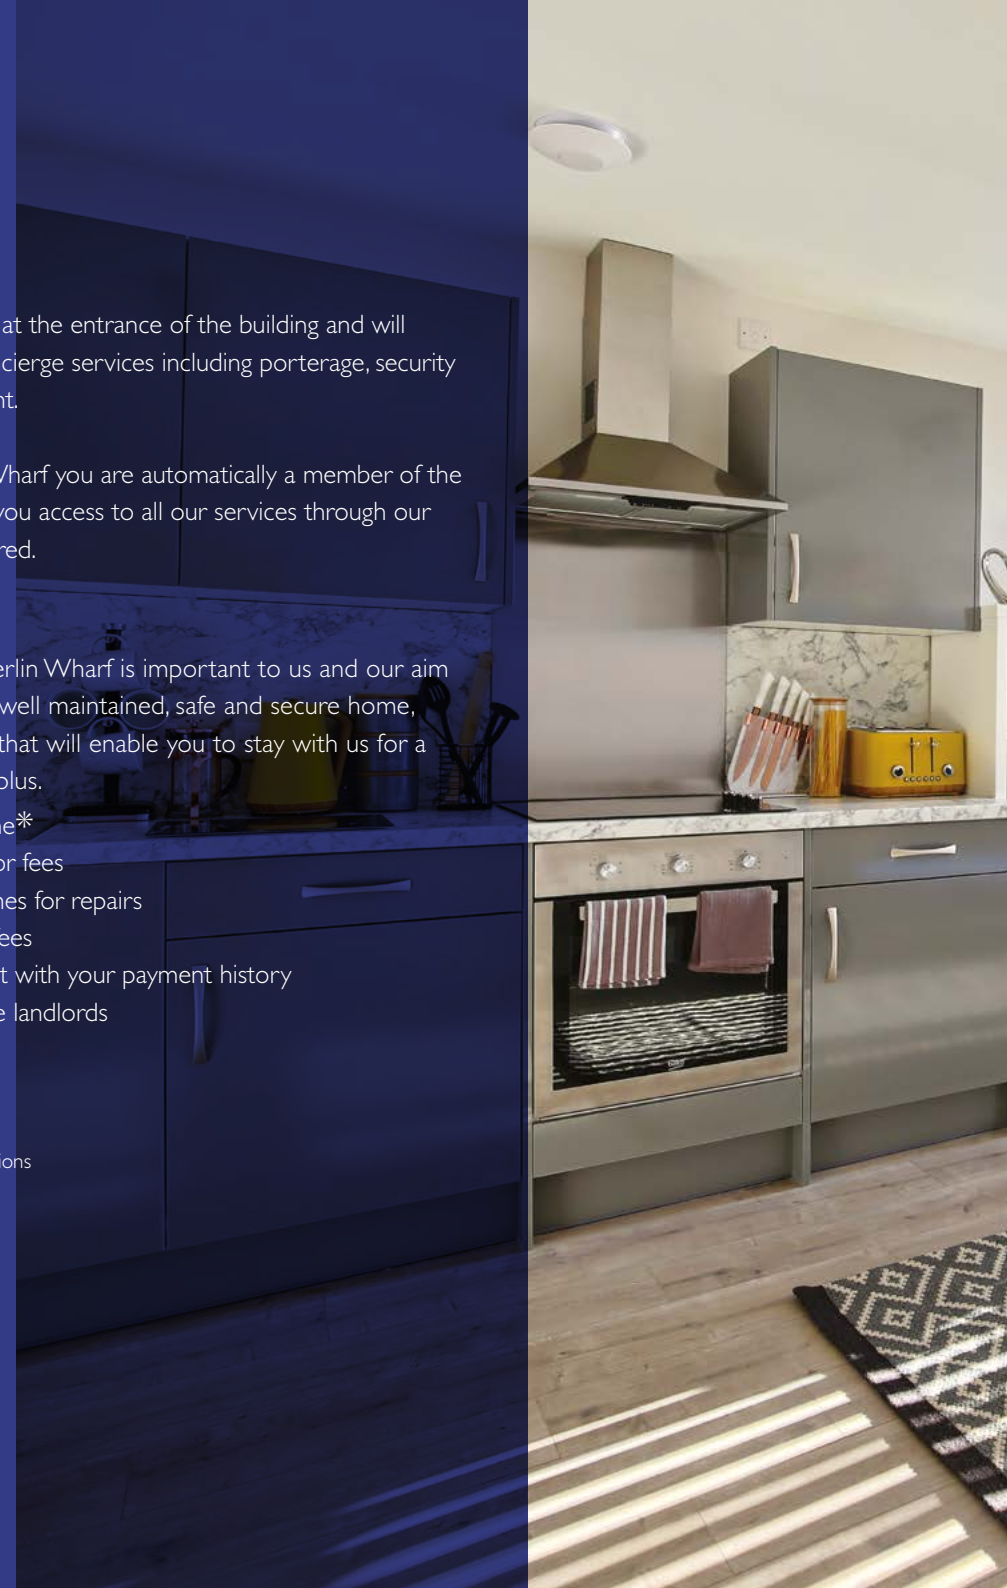 at the entrance of the building and will
cierge services including porterage, security
nt.
Wharf you are automatically a member of the
you access to all our services through our
red.
erlin Wharf is important to us and our aim
well maintained, safe and secure home,
that will enable you to stay with us for a
plus.
ne*
or fees
nes for repairs
ees
t with your payment history
e landlords
ions